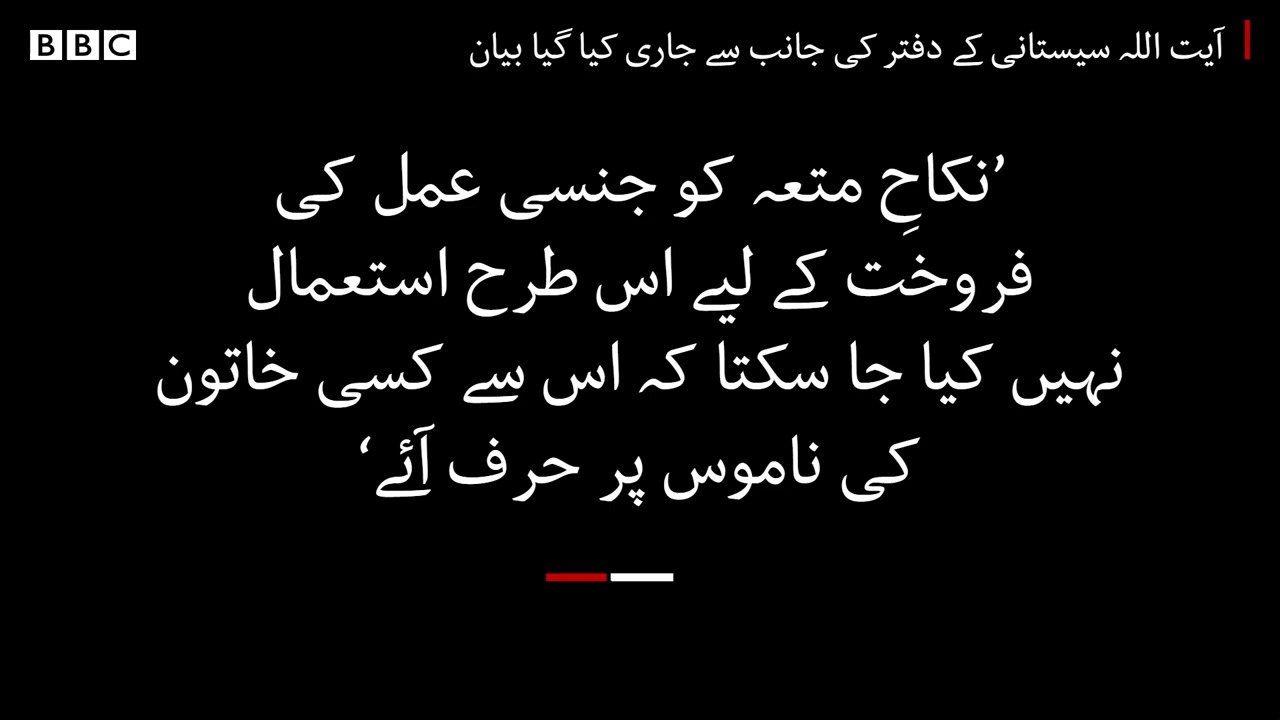 BBC
آیت اللہ سیستانی کے دفتر کی جانب سے جاری کیا گیا بیان
’نکاحِ متعہ کو جنسی عمل کی
فروخت کے لیے اس طرح استعمال
نہیں کیا جا سکتا کہ اس سے کسی خاتون
کی ناموس پر حرف آئے‘